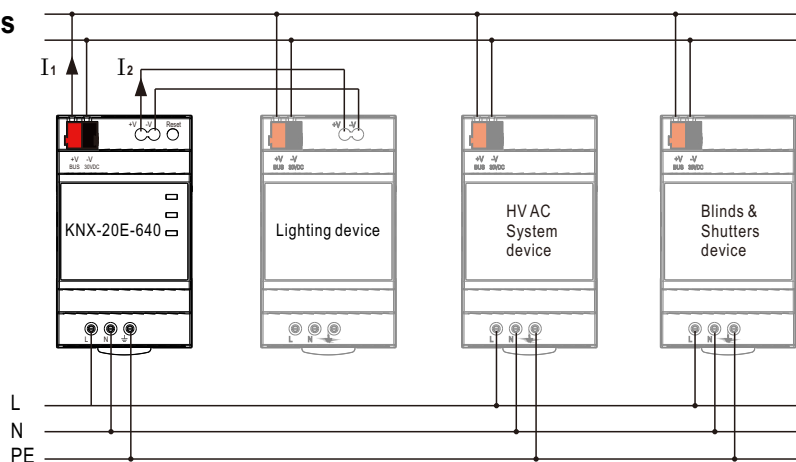 s
I1 I2
+V -V Reset
+V -V
+V -V
BUS 30VDC
+V -V
BUS 30VDC
+V -V
BUS 30VDC
+V -V
BUS 30VDC
KNX-20E-640
Lighting device
HVAC
System
device
Blinds &
Shutters
device
L N
L N
L N
L N
L
N
PE